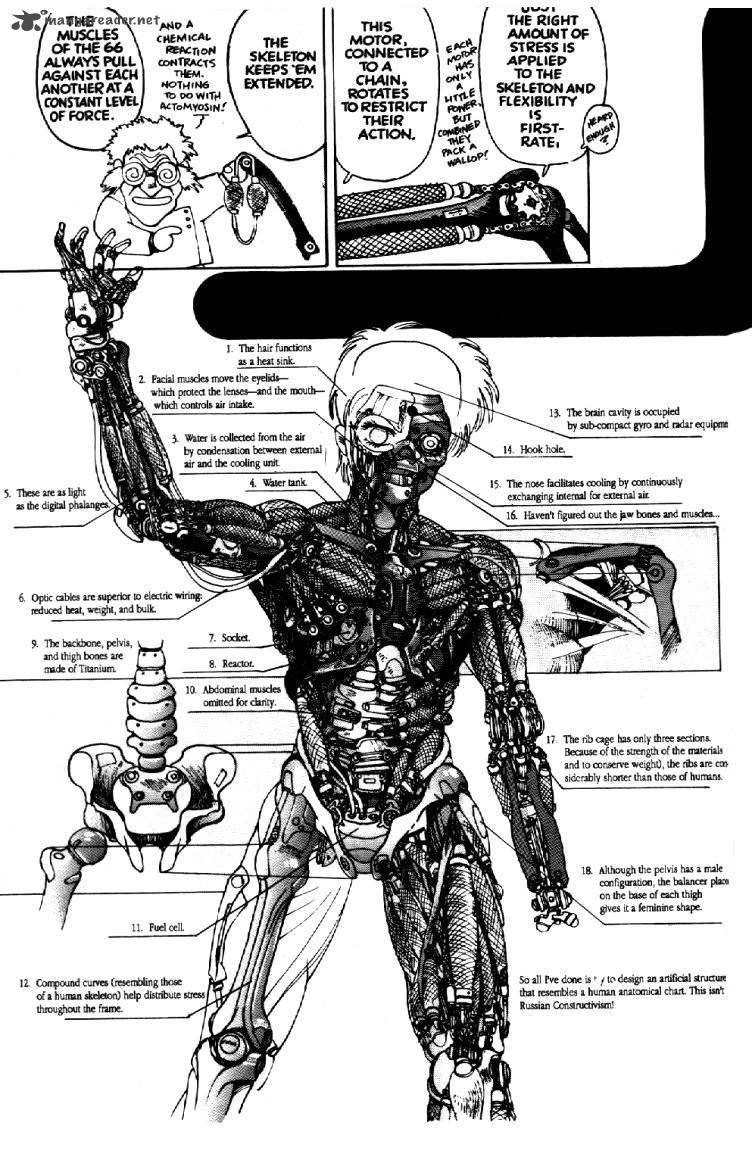 mangareader.net
THE
MUSCLES
OF THE 66
ALWAYS PULL
AGAINST EACH
ANOTHER AT A
CONSTANT LEVEL
OF FORCE.
AND A
CHEMICAL
REACTION
CONTRACTS
THEM.
NOTHING
TO DO WITH
ACTOMYOSIN!
THE
SKELETON
KEEPS 'EM
EXTENDED.
THIS
MOTOR,
CONNECTED
TO A
CHAIN,
ROTATES
TO RESTRICT
THEIR
ACTION.
EACH
MOTOR
HAS
ONLY
A
LITTLE
POWER,
BUT
COMBINED
THEY
PACK A
WALLOP!
JUST
THE RIGHT
AMOUNT OF
STRESS IS
APPLIED
TO THE
SKELETON AND
FLEXIBILITY
IS
FIRST-
RATE,
HEARD
ENOUGH
?
1. The hair functions
as a heat sink.
2. Facial muscles move the eyelids—
which protect the lenses—and the mouth—
which controls air intake.
3. Water is collected from the air
by condensation between external
air and the cooling unit.
4. Water tank.
5. These are as light
as the digital phalanges.
6. Optic cables are superior to electric wiring:
reduced heat, weight, and bulk.
7. Socket.
8. Reactor.
9. The backbone, pelvis,
and thigh bones are
made of Titanium.
10. Abdominal muscles
omitted for clarity.
11. Fuel cell.
12. Compound curves (resembling those
of a human skeleton) help distribute stress
throughout the frame.
13. The brain cavity is occupied
by sub-compact gyro and radar equipme
14. Hook hole.
15. The nose facilitates cooling by continuously
exchanging internal for external air.
16. Haven't figured out the jaw bones and muscles...
17. The rib cage has only three sections.
Because of the strength of the materials
and to conserve weight), the ribs are con
siderably shorter than those of humans.
18. Although the pelvis has a male
configuration, the balancer place
on the base of each thigh
gives it a feminine shape.
So all I've done is to design an artificial structure
that resembles a human anatomical chart. This isn't
Russian Constructivism!